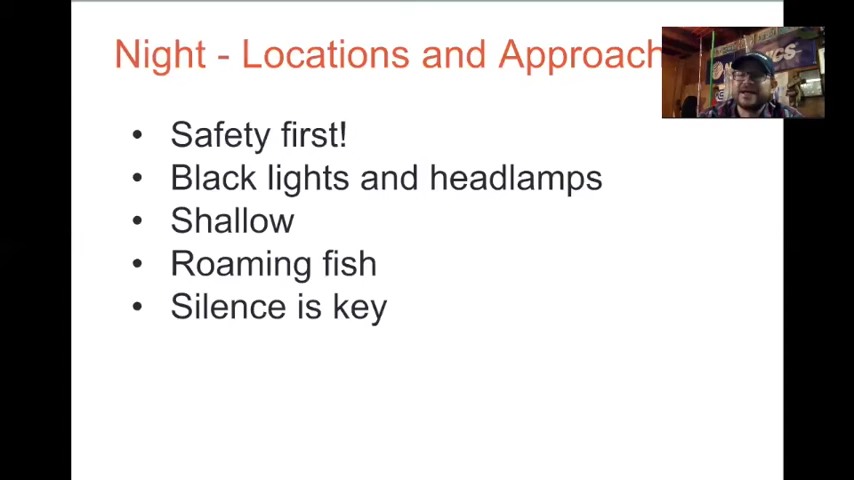 Night - Locations and Approach
Safety first!
Black lights and headlamps
Shallow
Roaming fish
Silence is key